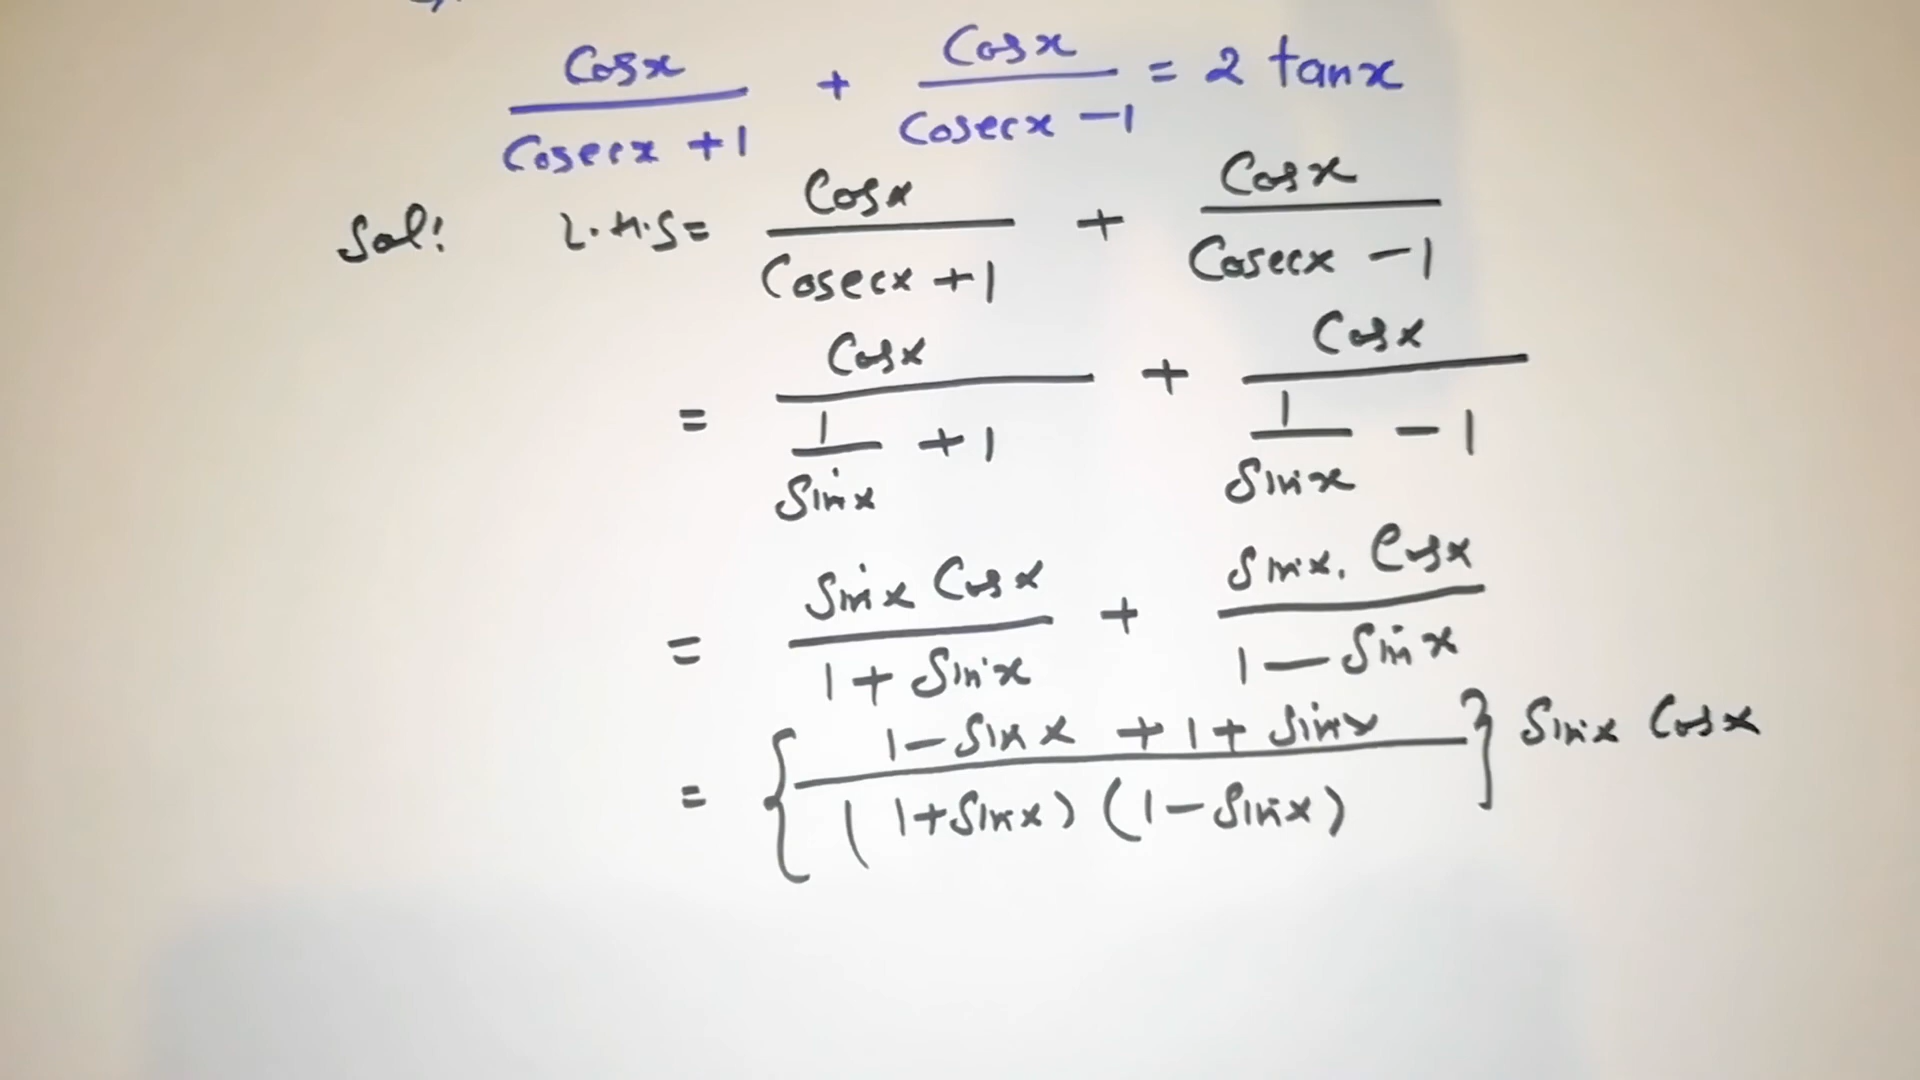 Cosx / Cosecx + 1 + Cosx / Cosecx - 1 = 2 tanx
Sol: L.H.S = Cosx / Cosecx + 1 + Cosx / Cosecx - 1
= Cosx / (1/Sinx + 1) + Cosx / (1/Sinx - 1)
= Sinx Cosx / 1 + Sinx + Sinx. Cosx / 1 - Sinx
= { 1 - Sinx + 1 + Sinx / (1 + Sinx) (1 - Sinx) } Sinx Cosx